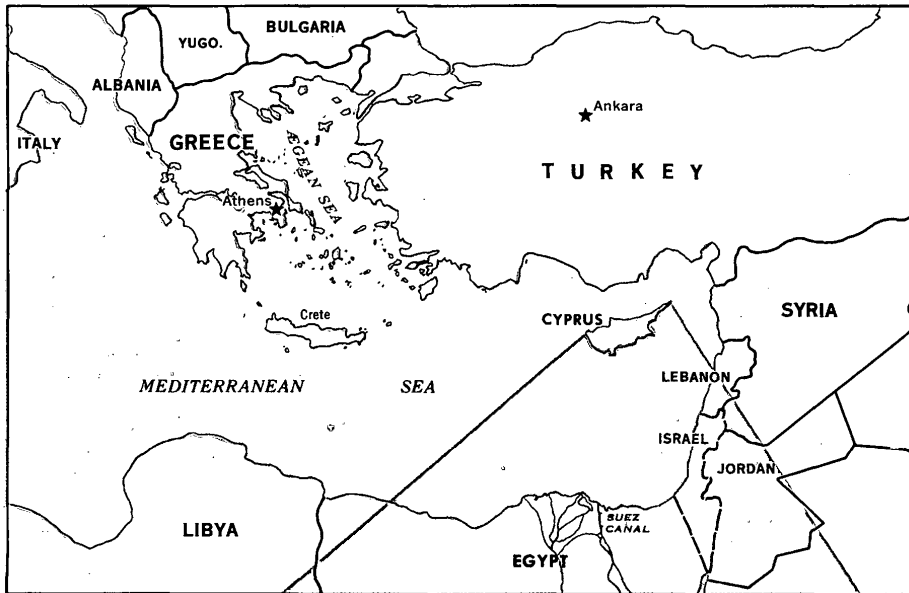 BULGARIA
YUGO.
ALBANIA
Ankara
ITALY
GREECE
ÆGEAN SEA
TURKEY
Athens
Crete
CYPRUS
SYRIA
LEBANON
MEDITERRANEAN SEA
ISRAEL
JORDAN
SUEZ
CANAL
LIBYA
EGYPT